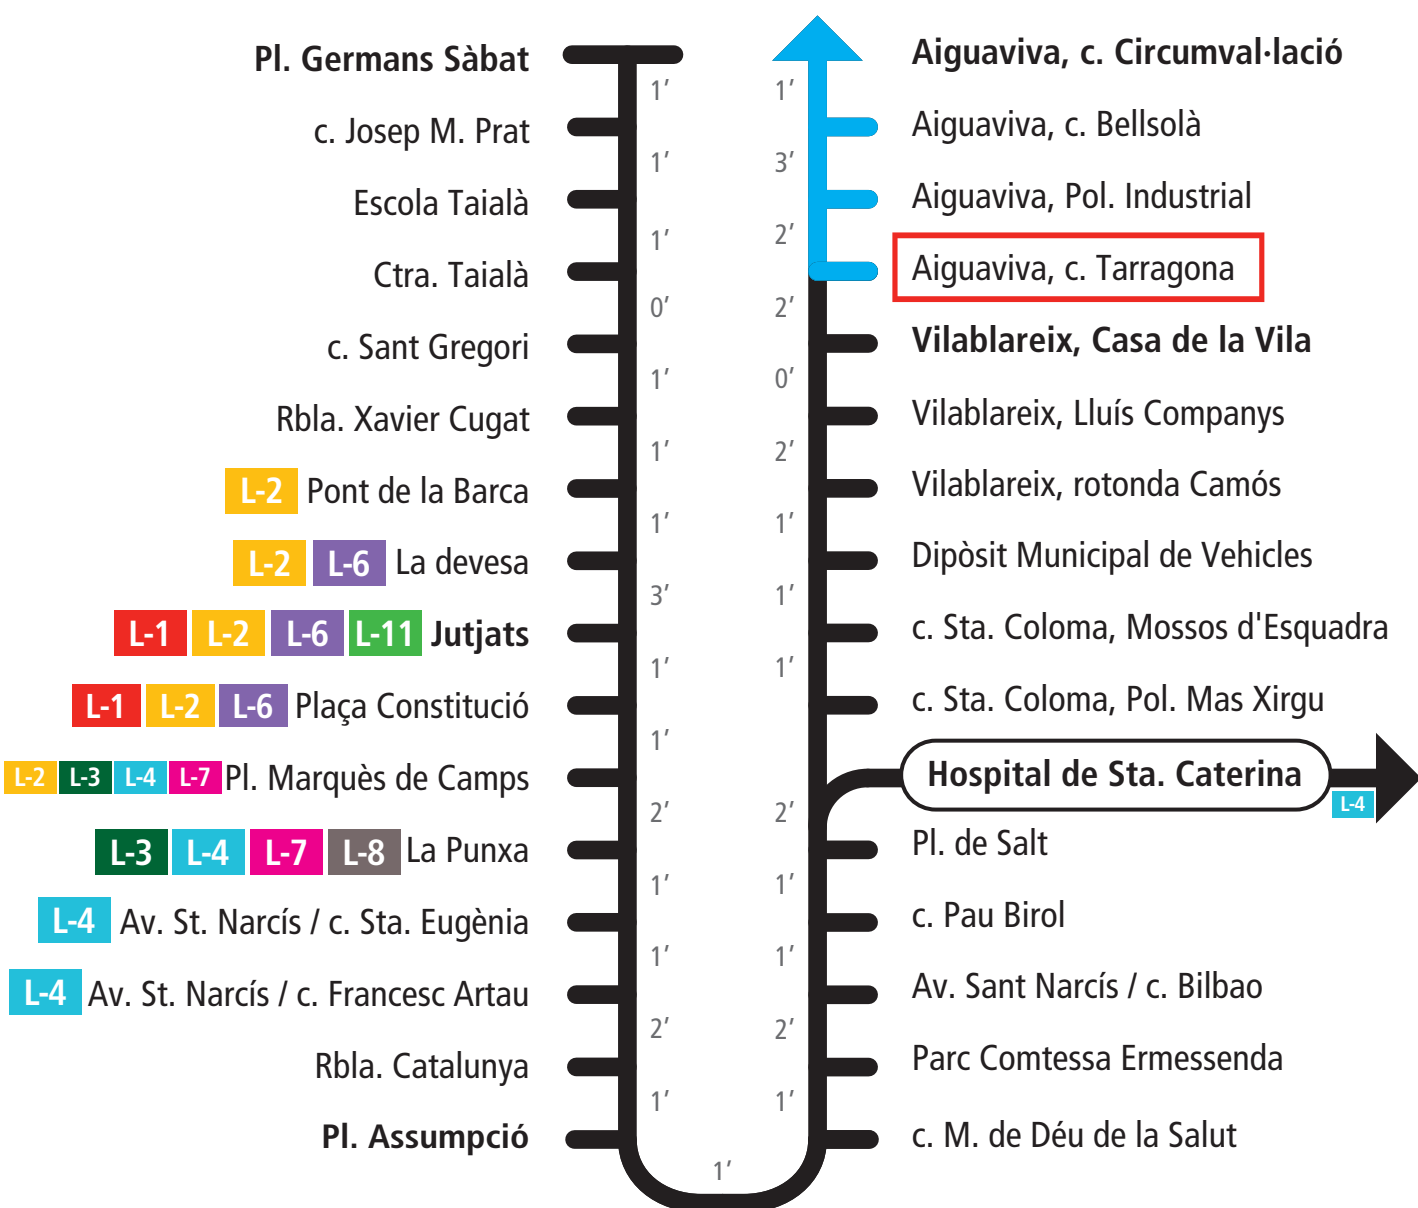 Pl. Germans Sàbat
1’
c. Josep M. Prat
1’
Escola Taialà
1’
Ctra. Taialà
0’
c. Sant Gregori
1’
Rbla. Xavier Cugat
1’
L-2 Pont de la Barca
1’
L-2 L-6 La devesa
3’
L-1 L-2 L-6 L-11 Jutjats
1’
L-1 L-2 L-6 Plaça Constitució
1’
L-2 L-3 L-4 L-7 Pl. Marquès de Camps
2’
L-3 L-4 L-7 L-8 La Punxa
1’
L-4 Av. St. Narcís / c. Sta. Eugènia
1’
L-4 Av. St. Narcís / c. Francesc Artau
2’
Rbla. Catalunya
1’
Pl. Assumpció
1’
Aiguaviva, c. Circumval·lació
1’
Aiguaviva, c. Bellsolà
3’
Aiguaviva, Pol. Industrial
2’
Aiguaviva, c. Tarragona
2’
Vilablareix, Casa de la Vila
0’
Vilablareix, Lluís Companys
2’
Vilablareix, rotonda Camós
1’
Dipòsit Municipal de Vehicles
1’
c. Sta. Coloma, Mossos d'Esquadra
1’
c. Sta. Coloma, Pol. Mas Xirgu
Hospital de Sta. Caterina
L-4
2’
Pl. de Salt
1’
c. Pau Birol
1’
Av. Sant Narcís / c. Bilbao
2’
Parc Comtessa Ermessenda
1’
c. M. de Déu de la Salut